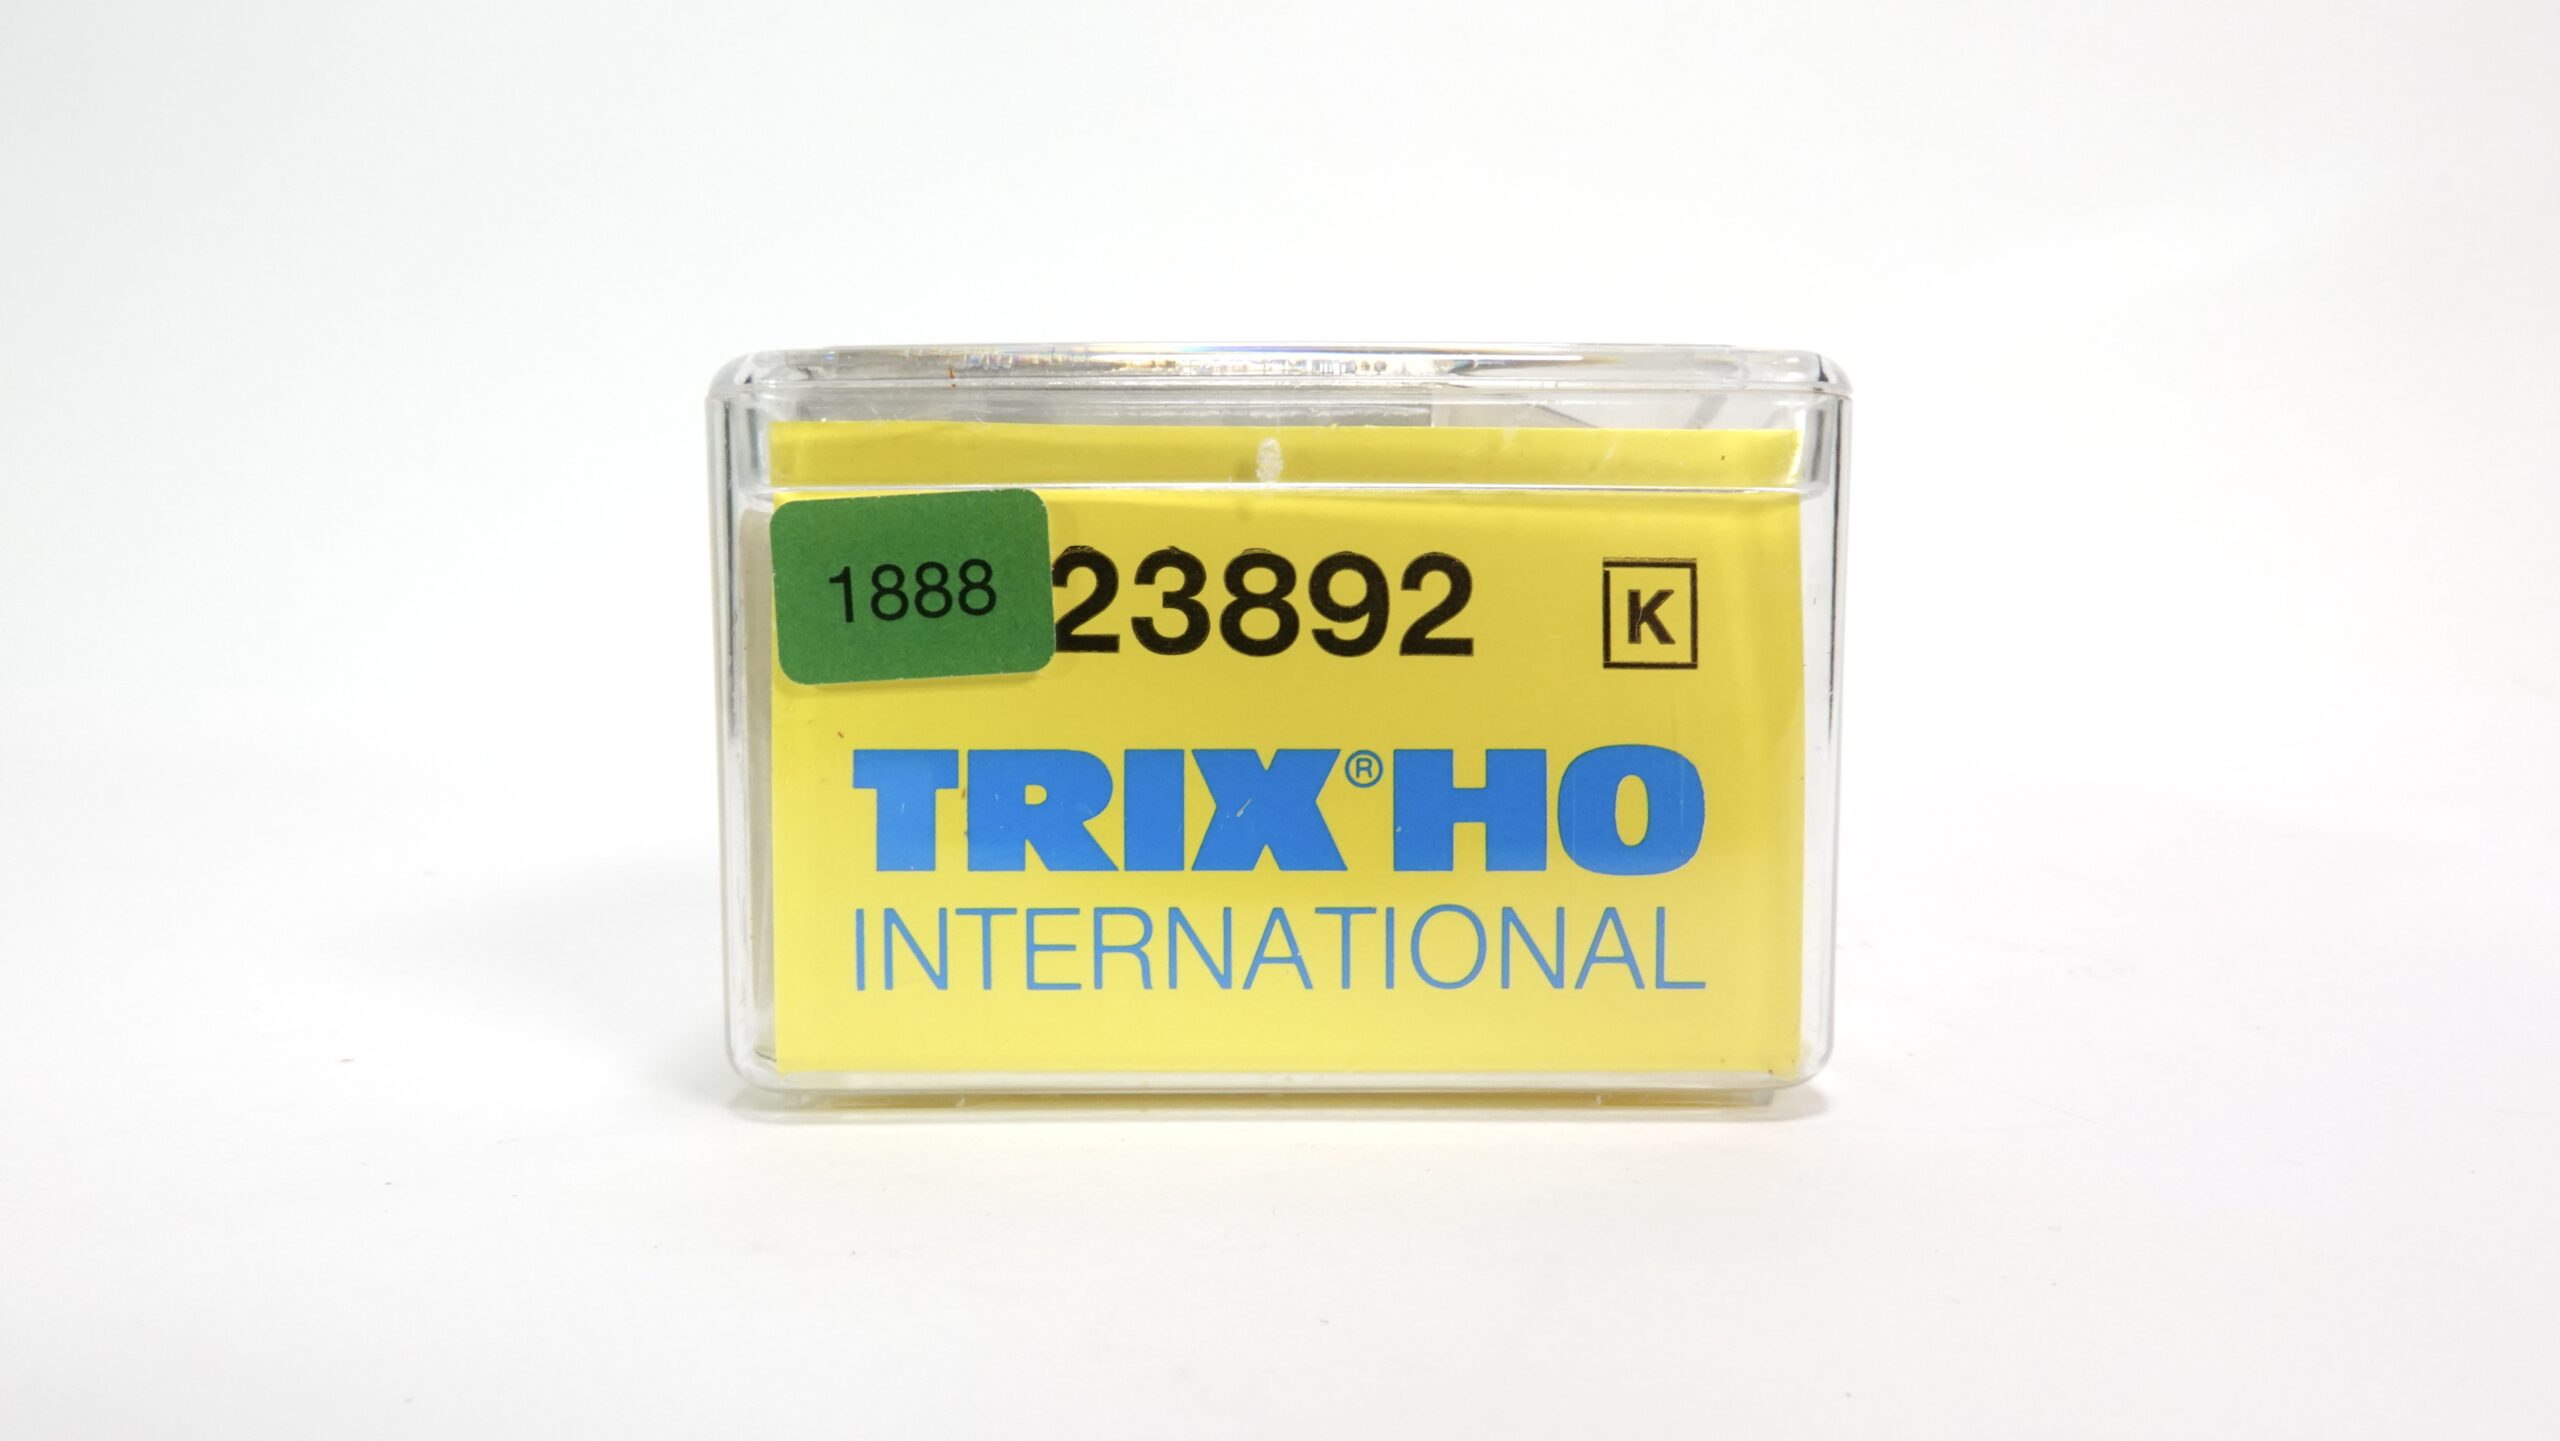 1888
23892 K
TRIX® HO
INTERNATIONAL